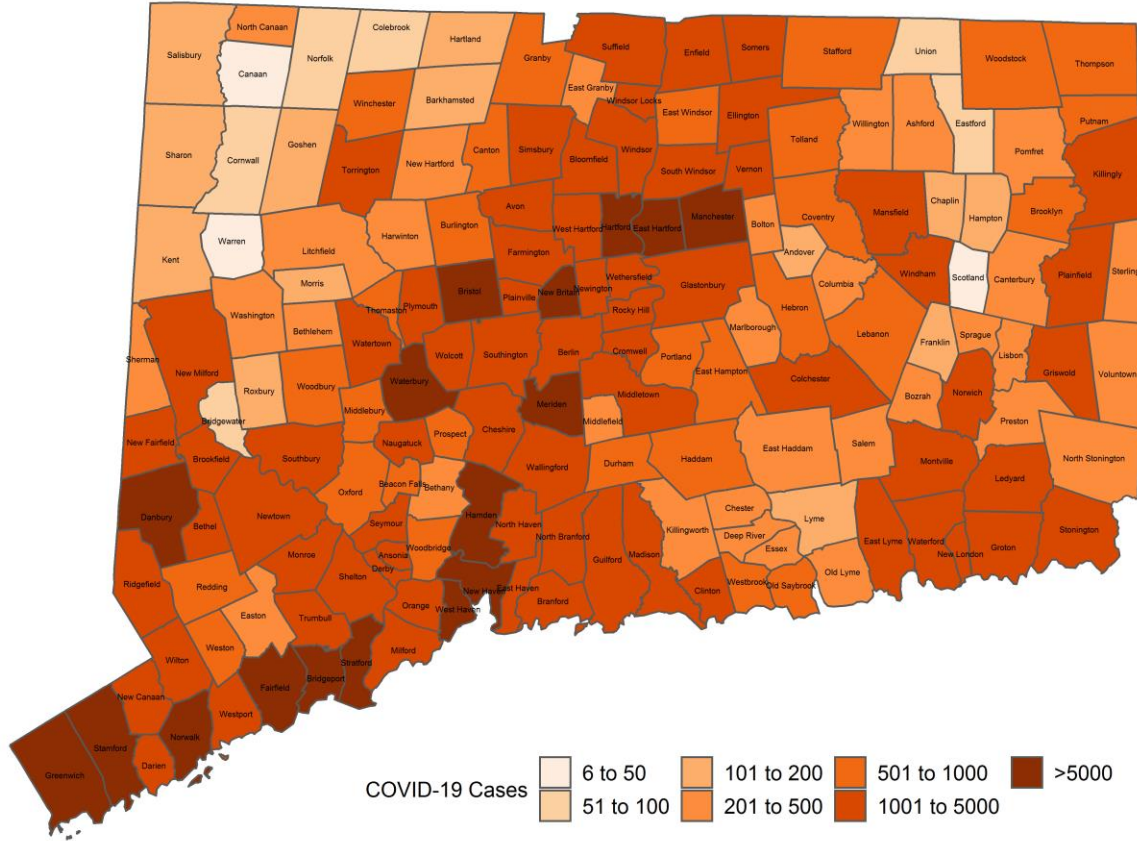 North Canaan
Colebrook
Salisbury
Canaan
Norfolk
Hartland
Granby
Suffield
Enfield
Somers
Stafford
Union
Woodstock
Thompson
East Granby
Windsor Locks
Winchester
Barkhamsted
East Windsor
Ellington
Willington
Ashford
Eastford
Putnam
Pomfret
Sharon
Cornwall
Goshen
Torrington
New Hartford
Canton
Simsbury
Bloomfield
Windsor
South Windsor
Vernon
Tolland
Killingly
Avon
Mansfield
Chaplin
Hampton
Brooklyn
Kent
Warren
Litchfield
Harwinton
Burlington
West Hartford
Hartford
East Hartford
Manchester
Bolton
Coventry
Farmington
Andover
Windham
Scotland
Canterbury
Plainfield
Sterling
Morris
Bristol
Plainville
New Britain
Newington
Wethersfield
Glastonbury
Columbia
Washington
Thomaston
Plymouth
Rocky Hill
Hebron
Bethlehem
Watertown
Marlborough
Lebanon
Franklin
Sprague
Lisbon
Griswold
Voluntown
Sherman
New Milford
Wolcott
Southington
Berlin
Cromwell
Portland
East Hampton
Roxbury
Woodbury
Waterbury
Colchester
Bozrah
Norwich
Bridgewater
Middlebury
Meriden
Middletown
Middlefield
Preston
New Fairfield
Brookfield
Southbury
Naugatuck
Prospect
Cheshire
Wallingford
Durham
Haddam
East Haddam
Salem
Montville
North Stonington
Oxford
Beacon Falls
Bethany
Ledyard
Danbury
Bethel
Newtown
Seymour
Hamden
North Haven
North Branford
Guilford
Madison
Killingworth
Chester
Deep River
Essex
Lyme
East Lyme
Waterford
New London
Groton
Stonington
Monroe
Ansonia
Derby
Woodbridge
Ridgefield
Redding
Shelton
Clinton
Westbrook
Old Saybrook
Old Lyme
Easton
Trumbull
Orange
West Haven
New Haven
East Haven
Branford
Weston
Wilton
Milford
Stratford
Bridgeport
Fairfield
New Canaan
Westport
Norwalk
Stamford
Darien
Greenwich
COVID-19 Cases
6 to 50
51 to 100
101 to 200
201 to 500
501 to 1000
1001 to 5000
>5000